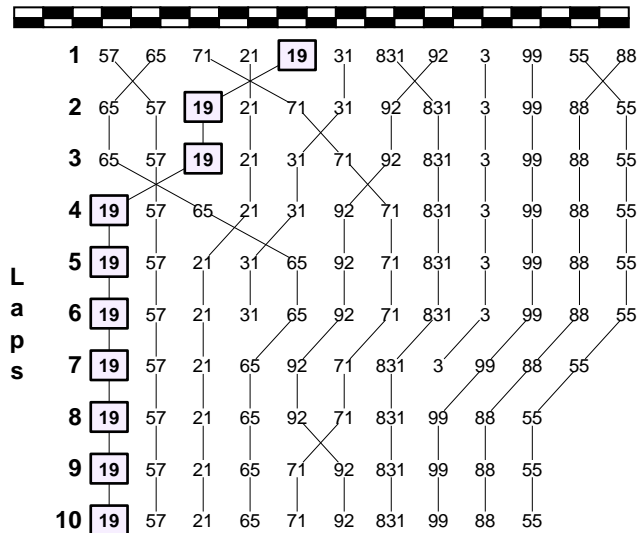 1 57 65 71 21 19 31 831 92 3 99 55 88
2 65 57 19 21 71 31 92 831 3 99 88 55
3 65 57 19 21 31 71 92 831 3 99 88 55
4 19 57 65 21 31 92 71 831 3 99 88 55
5 19 57 21 31 65 92 71 831 3 99 88 55
6 19 57 21 31 65 92 71 831 3 99 88 55
7 19 57 21 65 92 71 831 3 99 88 55
8 19 57 21 65 92 71 831 99 88 55
9 19 57 21 65 71 92 831 99 88 55
10 19 57 21 65 71 92 831 99 88 55
Laps